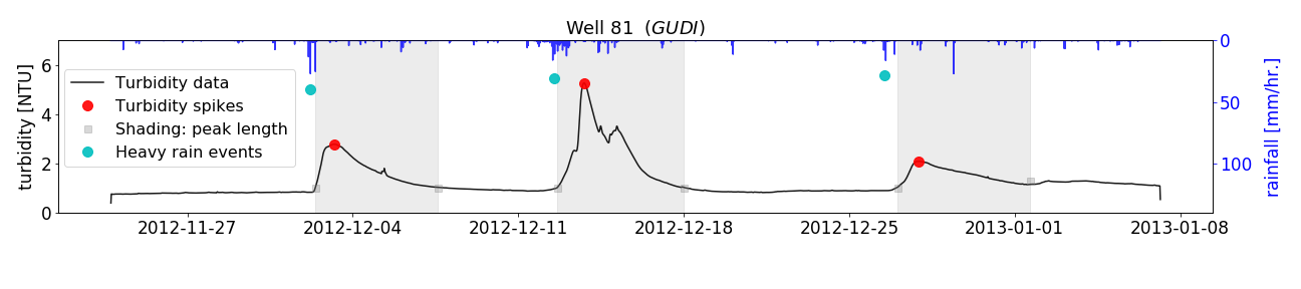 Well 81 (GUDI)
turbidity [NTU]
6
4
2
0
Turbidity data
Turbidity spikes
Shading: peak length
Heavy rain events
0
50
100
rainfall [mm/hr.]
2012-11-27 2012-12-04 2012-12-11 2012-12-18 2012-12-25 2013-01-01 2013-01-08